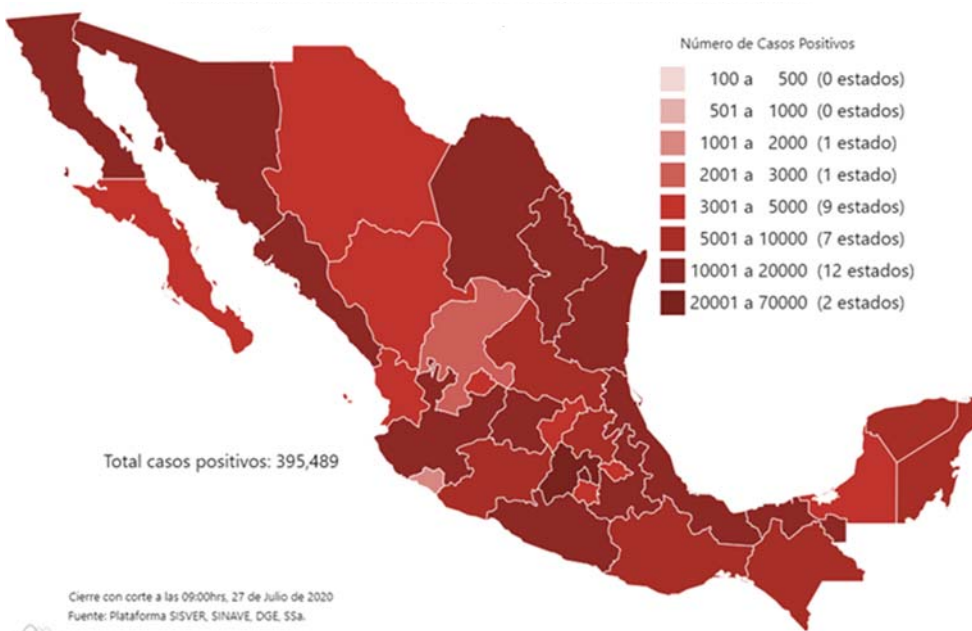 Número de Casos Positivos
100 a 500 (0 estados)
501 a 1000 (0 estados)
1001 a 2000 (1 estado)
2001 a 3000 (1 estado)
3001 a 5000 (9 estados)
5001 a 10000 (7 estados)
10001 a 20000 (12 estados)
20001 a 70000 (2 estados)
Total casos positivos: 395,489
Cierre con corte a las 09:00hrs, 27 de Julio de 2020
Fuente: Plataforma SISVER, SINAVE, DGE, SSa.